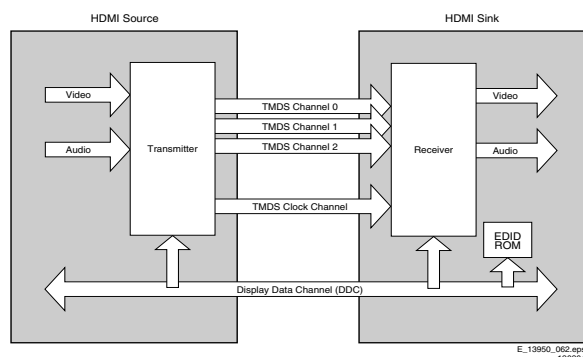 HDMI Source
HDMI Sink
Video
Audio
Transmitter
TMDS Channel 0
TMDS Channel 1
TMDS Channel 2
TMDS Clock Channel
Receiver
Video
Audio
EDID
ROM
Display Data Channel (DDC)
E_13950_062.eps